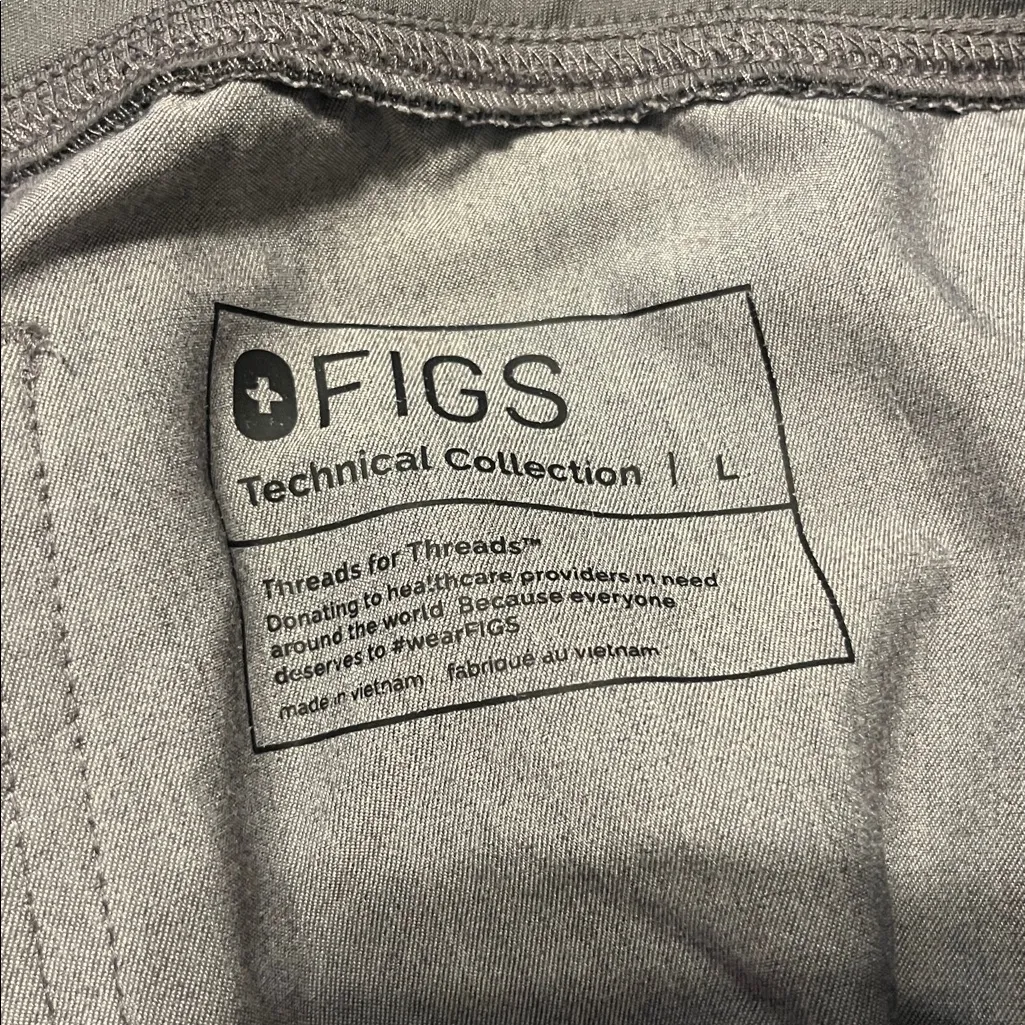 FIGS
Technical Collection | L
Threads for Threads™
Donating to healthcare providers in need
around the world Because everyone
deserves to #wearFIGS
made in vietnam fabriqué au vietnam